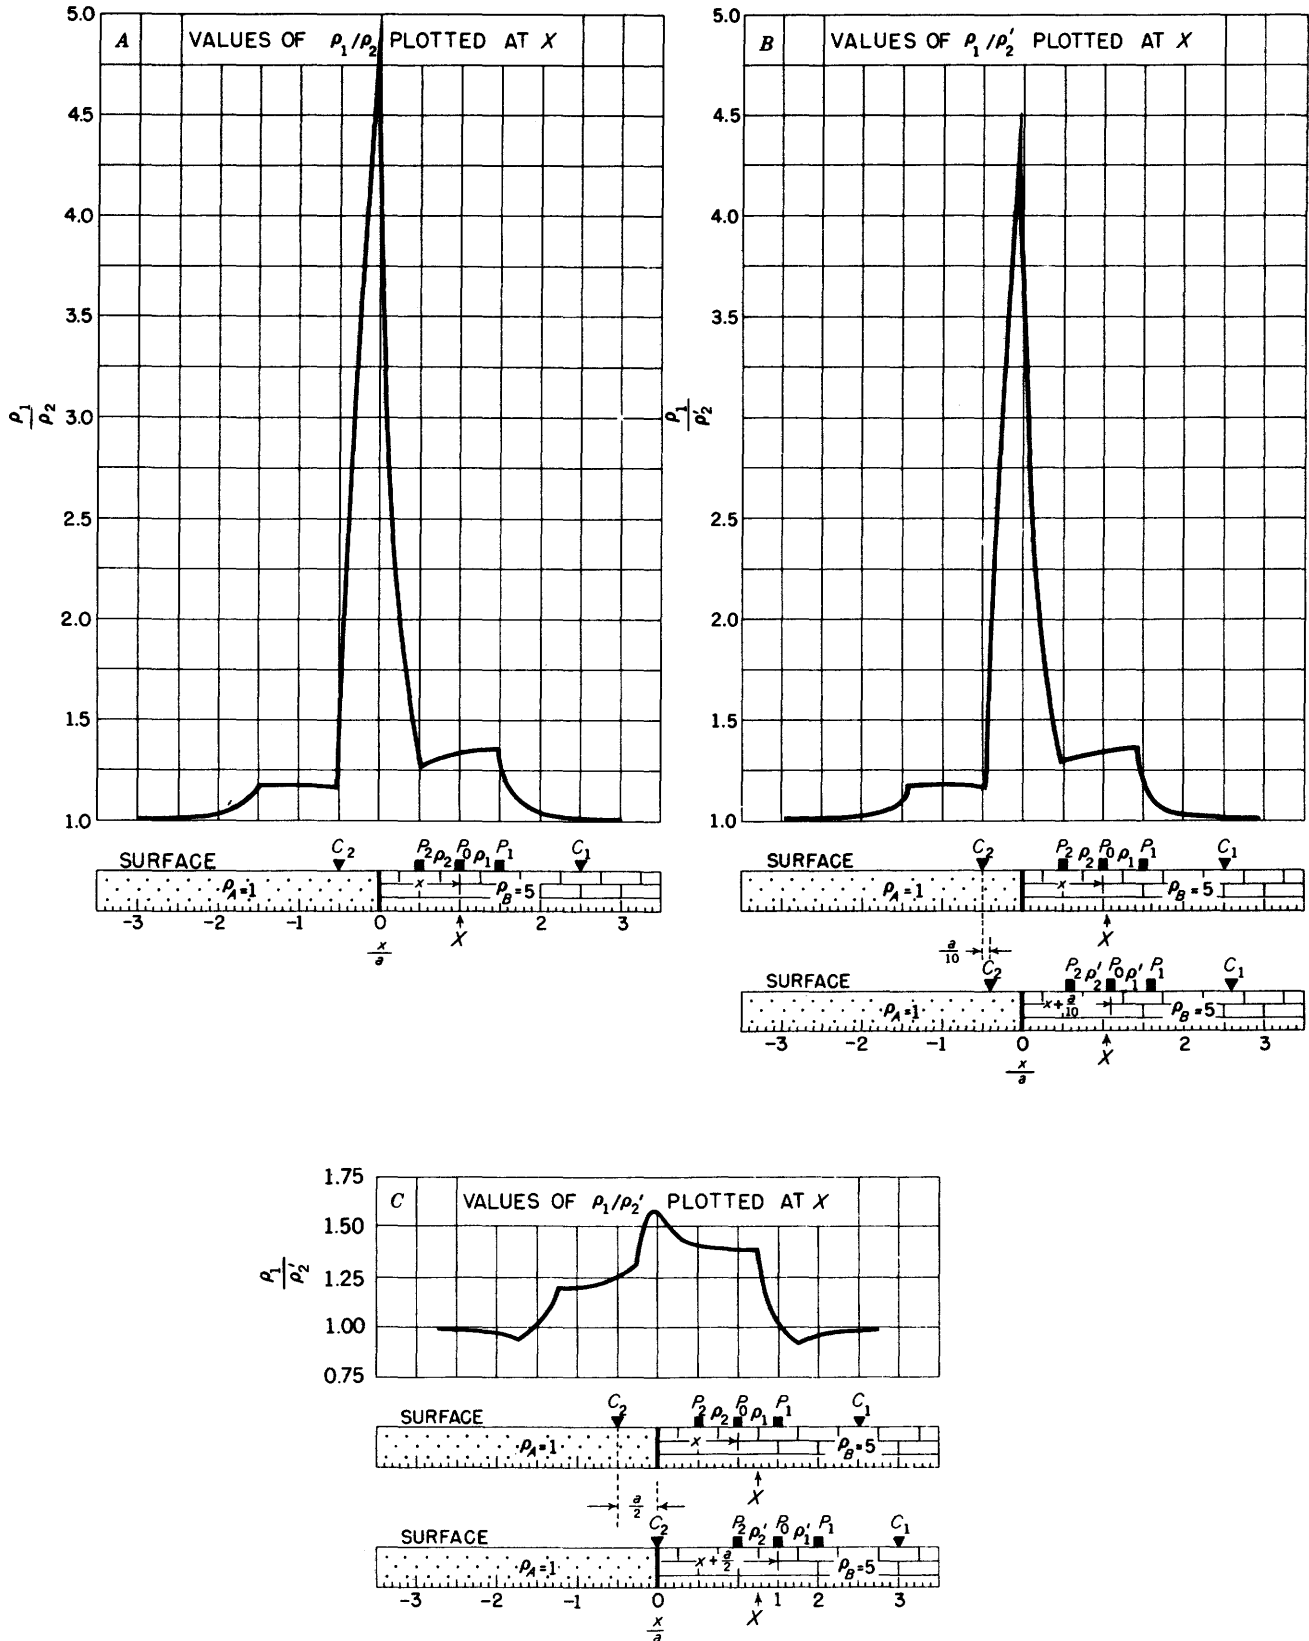 A VALUES OF ρ₁/ρ₂ PLOTTED AT X
5.0
4.5
4.0
3.5
3.0
2.5
2.0
1.5
1.0
ρ₁/ρ₂
SURFACE C₂ P₂ ρ₂ P₀ ρ₁ P₁ C₁
ρA=1 x ρB=5
-3 -2 -1 0 X 2 3
x/a
B VALUES OF ρ₁/ρ₂' PLOTTED AT X
5.0
4.5
4.0
3.5
3.0
2.5
2.0
1.5
1.0
ρ₁/ρ₂'
SURFACE C₂ P₂ ρ₂ P₀ ρ₁ P₁ C₁
ρA=1 x ρB=5
a/10 X
SURFACE C₂ P₂ ρ₂' P₀ ρ₁' P₁ C₁
ρA=1 x+a/10 ρB=5
-3 -2 -1 0 X 2 3
x/a
C VALUES OF ρ₁/ρ₂' PLOTTED AT X
1.75
1.50
1.25
1.00
0.75
ρ₁/ρ₂'
SURFACE C₂ P₂ ρ₂ P₀ ρ₁ P₁ C₁
ρA=1 x ρB=5
a/2 X
SURFACE C₂ P₂ ρ₂' P₀ ρ₁' P₁ C₁
ρA=1 x+a/2 ρB=5
-3 -2 -1 0 X 1 2 3
x/a